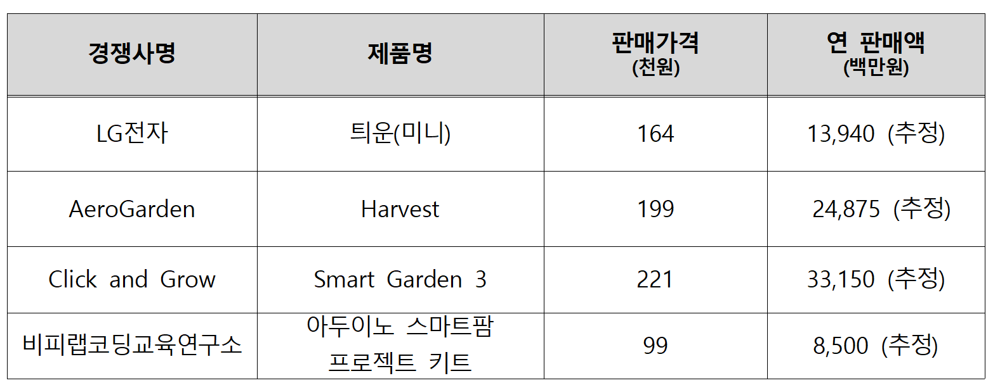 경쟁사명 제품명 판매가격 연 판매액
(천원) (백만원)
LG전자 틔운(미니) 164 13,940 (추정)
AeroGarden Harvest 199 24,875 (추정)
Click and Grow Smart Garden 3 221 33,150 (추정)
아두이노 스마트팜
비피랩코딩교육연구소 99 8,500 (추정)
프로젝트 키트